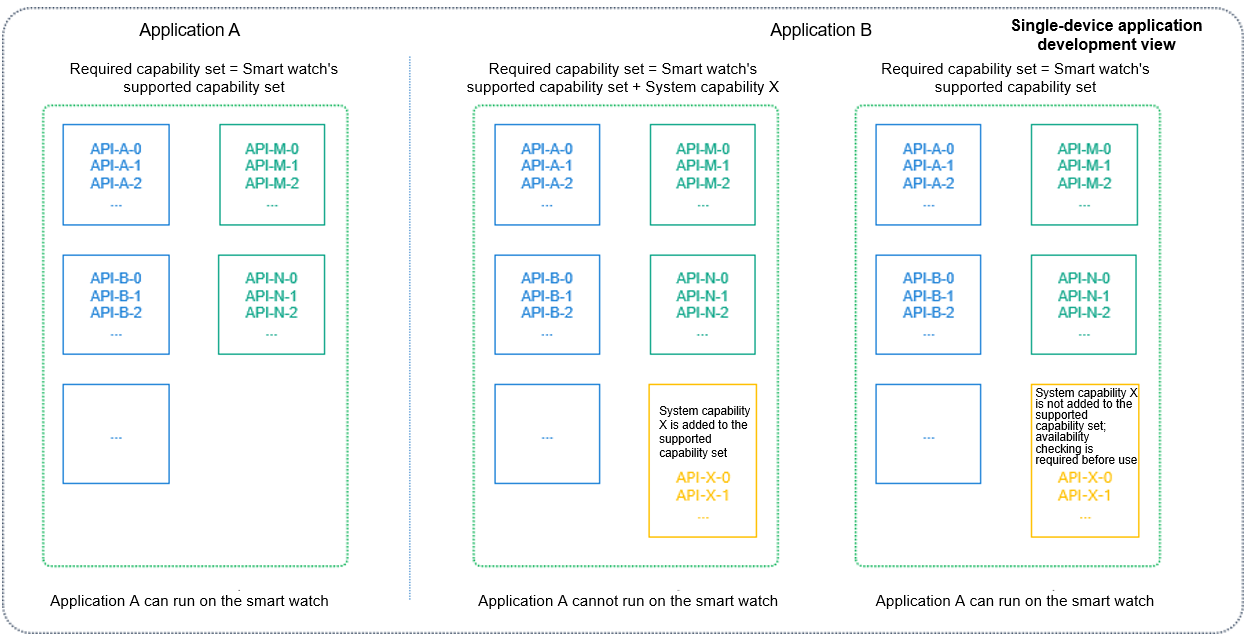 Application A
Application B
Single-device application
development view
Required capability set = Smart watch's
supported capability set
API-A-0
API-A-1
API-A-2
...
API-M-0
API-M-1
API-M-2
...
API-B-0
API-B-1
API-B-2
...
API-N-0
API-N-1
API-N-2
...
...
Application A can run on the smart watch
Required capability set = Smart watch's
supported capability set + System capability X
API-A-0
API-A-1
API-A-2
...
API-M-0
API-M-1
API-M-2
...
API-B-0
API-B-1
API-B-2
...
API-N-0
API-N-1
API-N-2
...
...
System capability
X is added to the
supported
capability set
API-X-0
API-X-1
...
Application A cannot run on the smart watch
Required capability set = Smart watch's
supported capability set
API-A-0
API-A-1
API-A-2
...
API-M-0
API-M-1
API-M-2
...
API-B-0
API-B-1
API-B-2
...
API-N-0
API-N-1
API-N-2
...
...
System capability X
is not added to the
supported
capability set;
availability
checking is
required before use
API-X-0
API-X-1
...
Application A can run on the smart watch